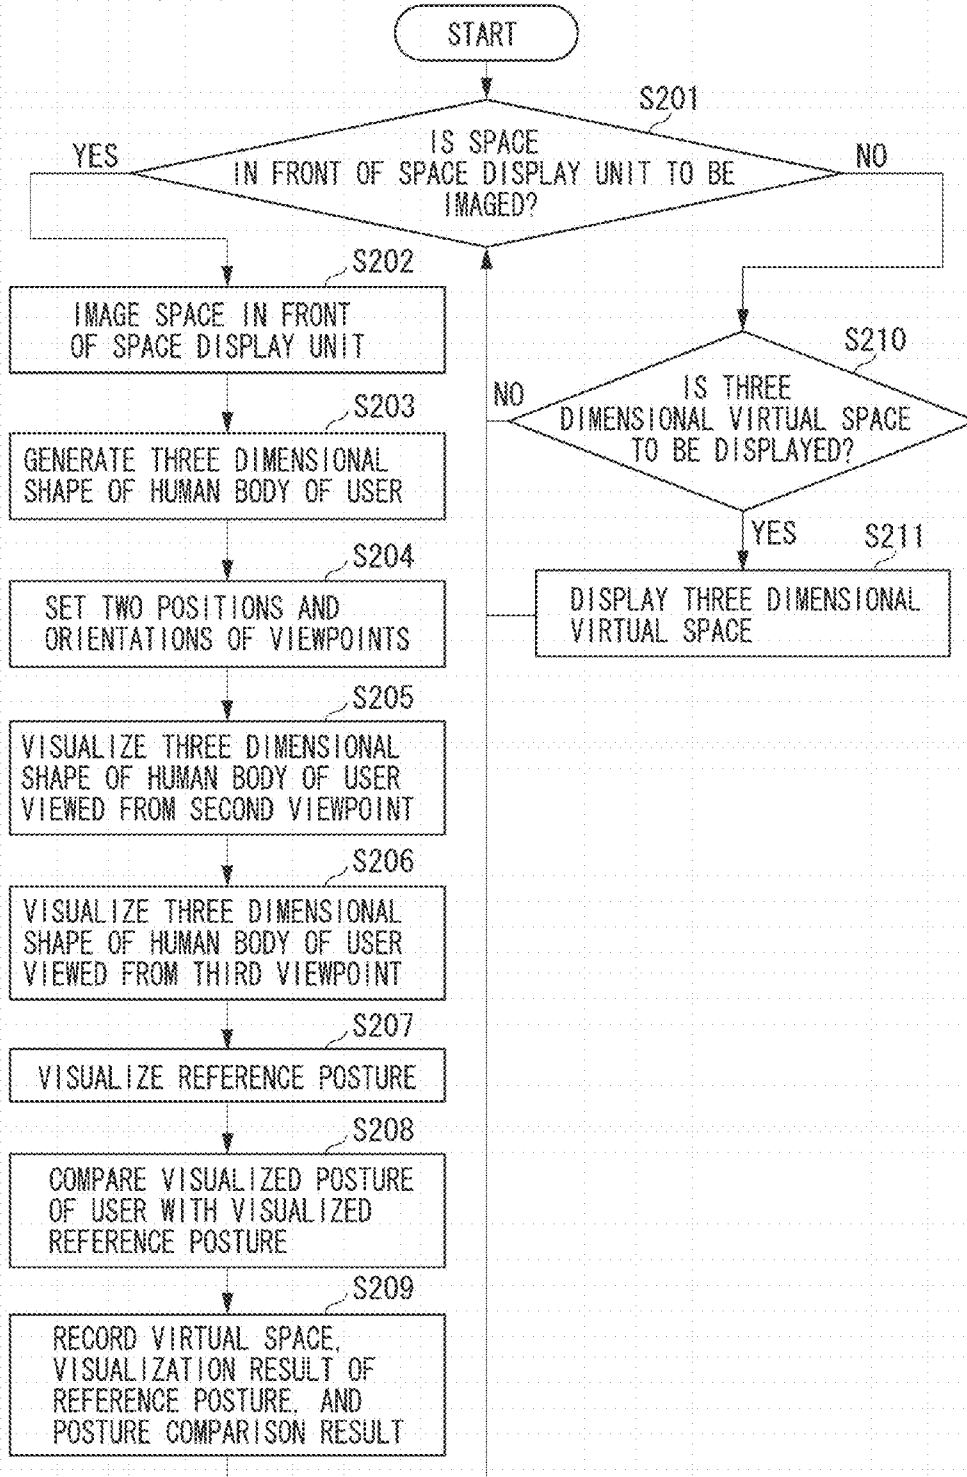 START
S201
YES
IS SPACE
IN FRONT OF SPACE DISPLAY UNIT TO BE
IMAGED?
NO
S202
IMAGE SPACE IN FRONT
OF SPACE DISPLAY UNIT
S203
GENERATE THREE DIMENSIONAL
SHAPE OF HUMAN BODY OF USER
S204
SET TWO POSITIONS AND
ORIENTATIONS OF VIEWPOINTS
S205
VISUALIZE THREE DIMENSIONAL
SHAPE OF HUMAN BODY OF USER
VIEWED FROM SECOND VIEWPOINT
S206
VISUALIZE THREE DIMENSIONAL
SHAPE OF HUMAN BODY OF USER
VIEWED FROM THIRD VIEWPOINT
S207
VISUALIZE REFERENCE POSTURE
S208
COMPARE VISUALIZED POSTURE
OF USER WITH VISUALIZED
REFERENCE POSTURE
S209
RECORD VIRTUAL SPACE,
VISUALIZATION RESULT OF
REFERENCE POSTURE, AND
POSTURE COMPARISON RESULT
S210
NO
IS THREE
DIMENSIONAL VIRTUAL SPACE
TO BE DISPLAYED?
YES
S211
DISPLAY THREE DIMENSIONAL
VIRTUAL SPACE